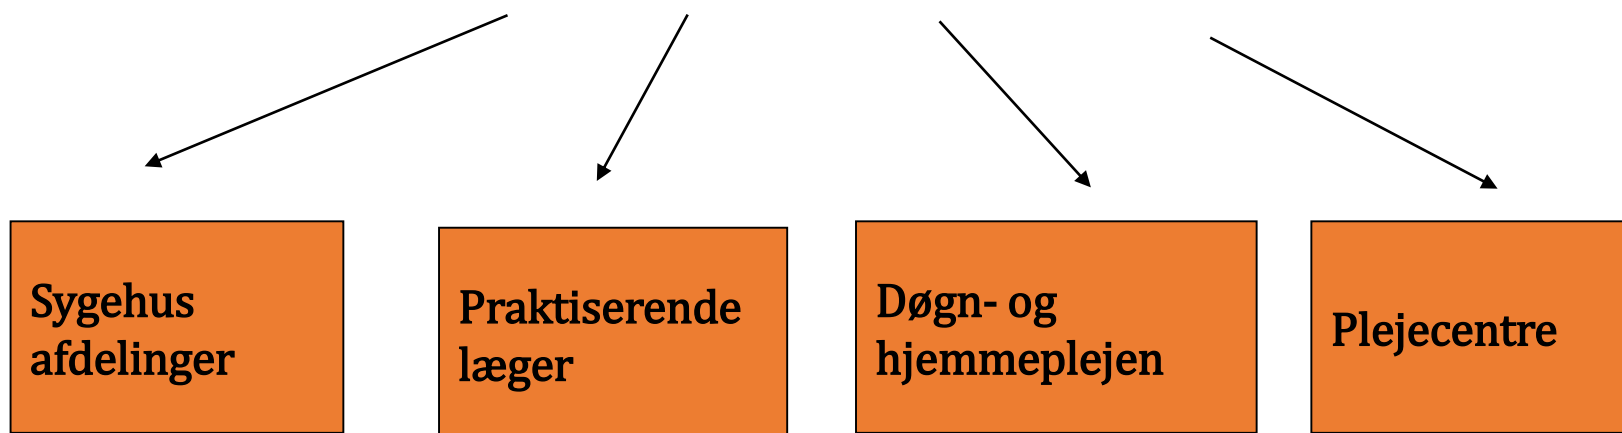 Sygehus
afdelinger
Praktiserende
læger
Døgn- og
hjemmeplejen
Plejecentre